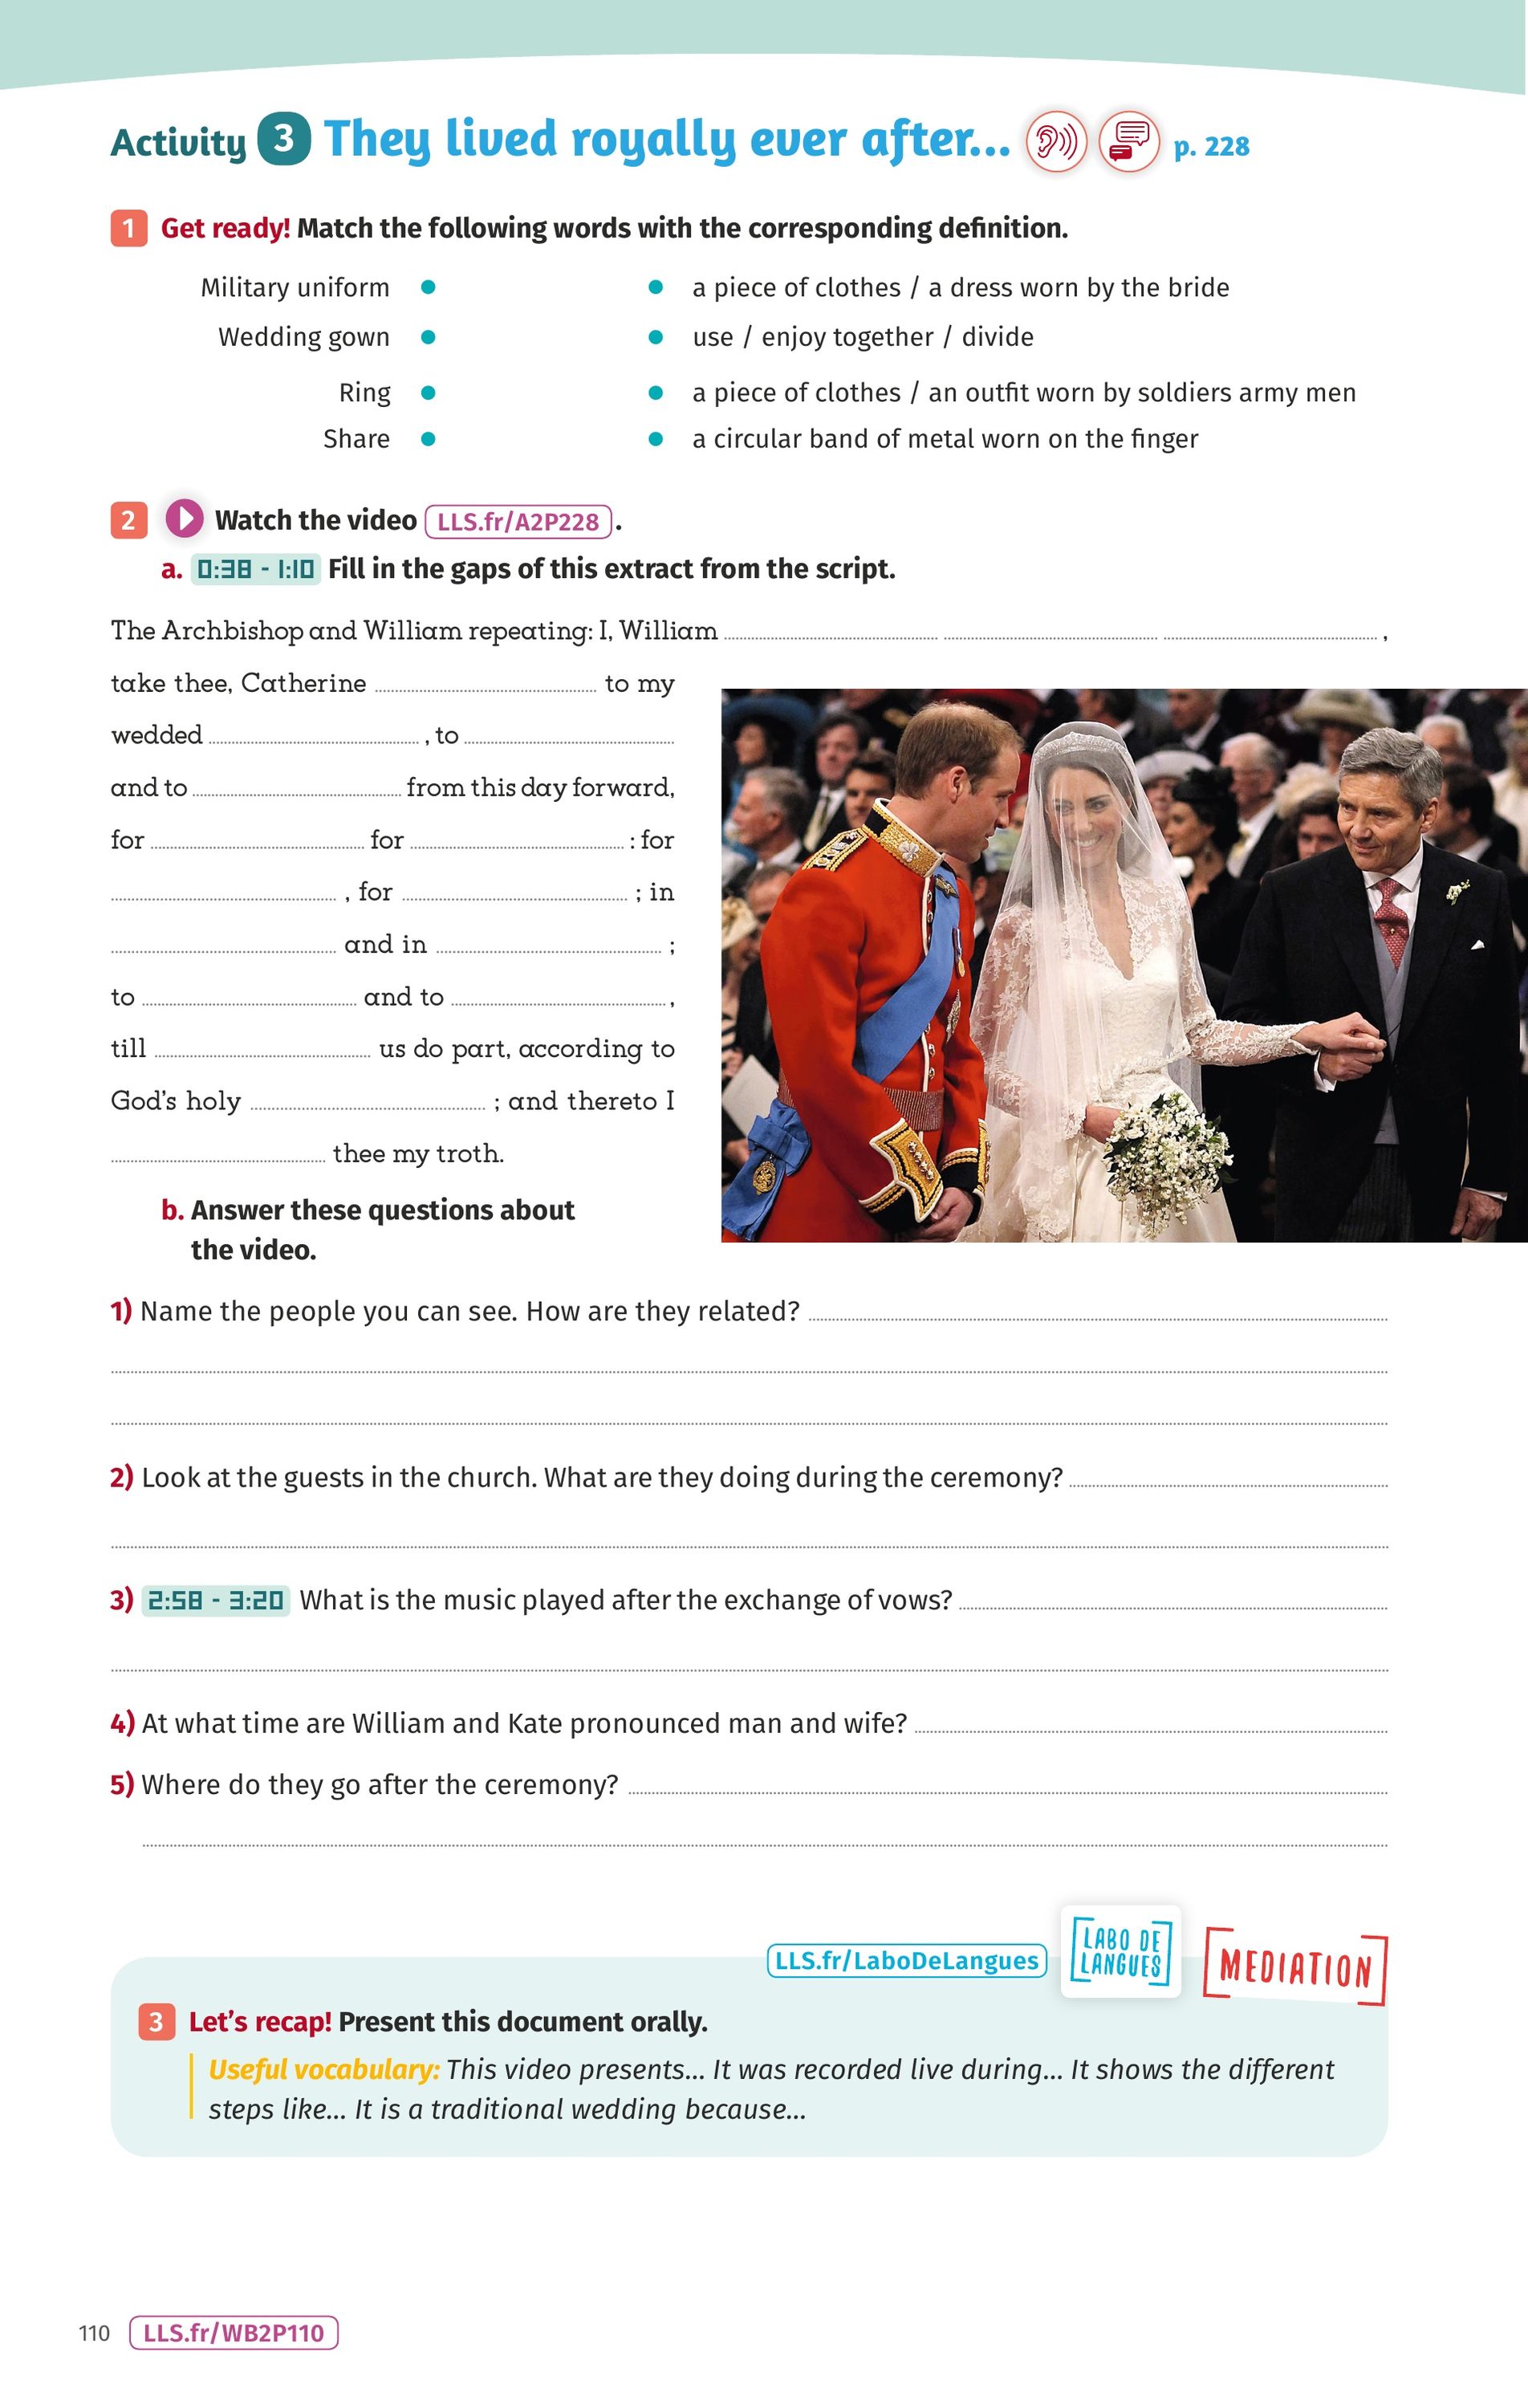 Activity 3 They lived royally ever after... p. 228
1 Get ready! Match the following words with the corresponding definition.
Military uniform • • a piece of clothes / a dress worn by the bride
Wedding gown • • use / enjoy together / divide
Ring • • a piece of clothes / an outfit worn by soldiers army men
Share • • a circular band of metal worn on the finger
2 Watch the video LLS.fr/A2P228 .
a. 0:38 - 1:10 Fill in the gaps of this extract from the script.
The Archbishop and William repeating: I, William ........ ........ ........ ,
take thee, Catherine ........ to my
wedded ........ , to ........
and to ........ from this day forward,
for ........ for ........ : for
........ , for ........ ; in
........ and in ........ ;
to ........ and to ........ ,
till ........ us do part, according to
God's holy ........ ; and thereto I
........ thee my troth.
b. Answer these questions about
the video.
1) Name the people you can see. How are they related? ........
2) Look at the guests in the church. What are they doing during the ceremony? ........
3) 2:58 - 3:20 What is the music played after the exchange of vows? ........
4) At what time are William and Kate pronounced man and wife? ........
5) Where do they go after the ceremony? ........
LLS.fr/LaboDeLangues
LABO DE
LANGUES
MEDIATION
3 Let's recap! Present this document orally.
Useful vocabulary: This video presents... It was recorded live during... It shows the different
steps like... It is a traditional wedding because...
110 LLS.fr/WB2P110